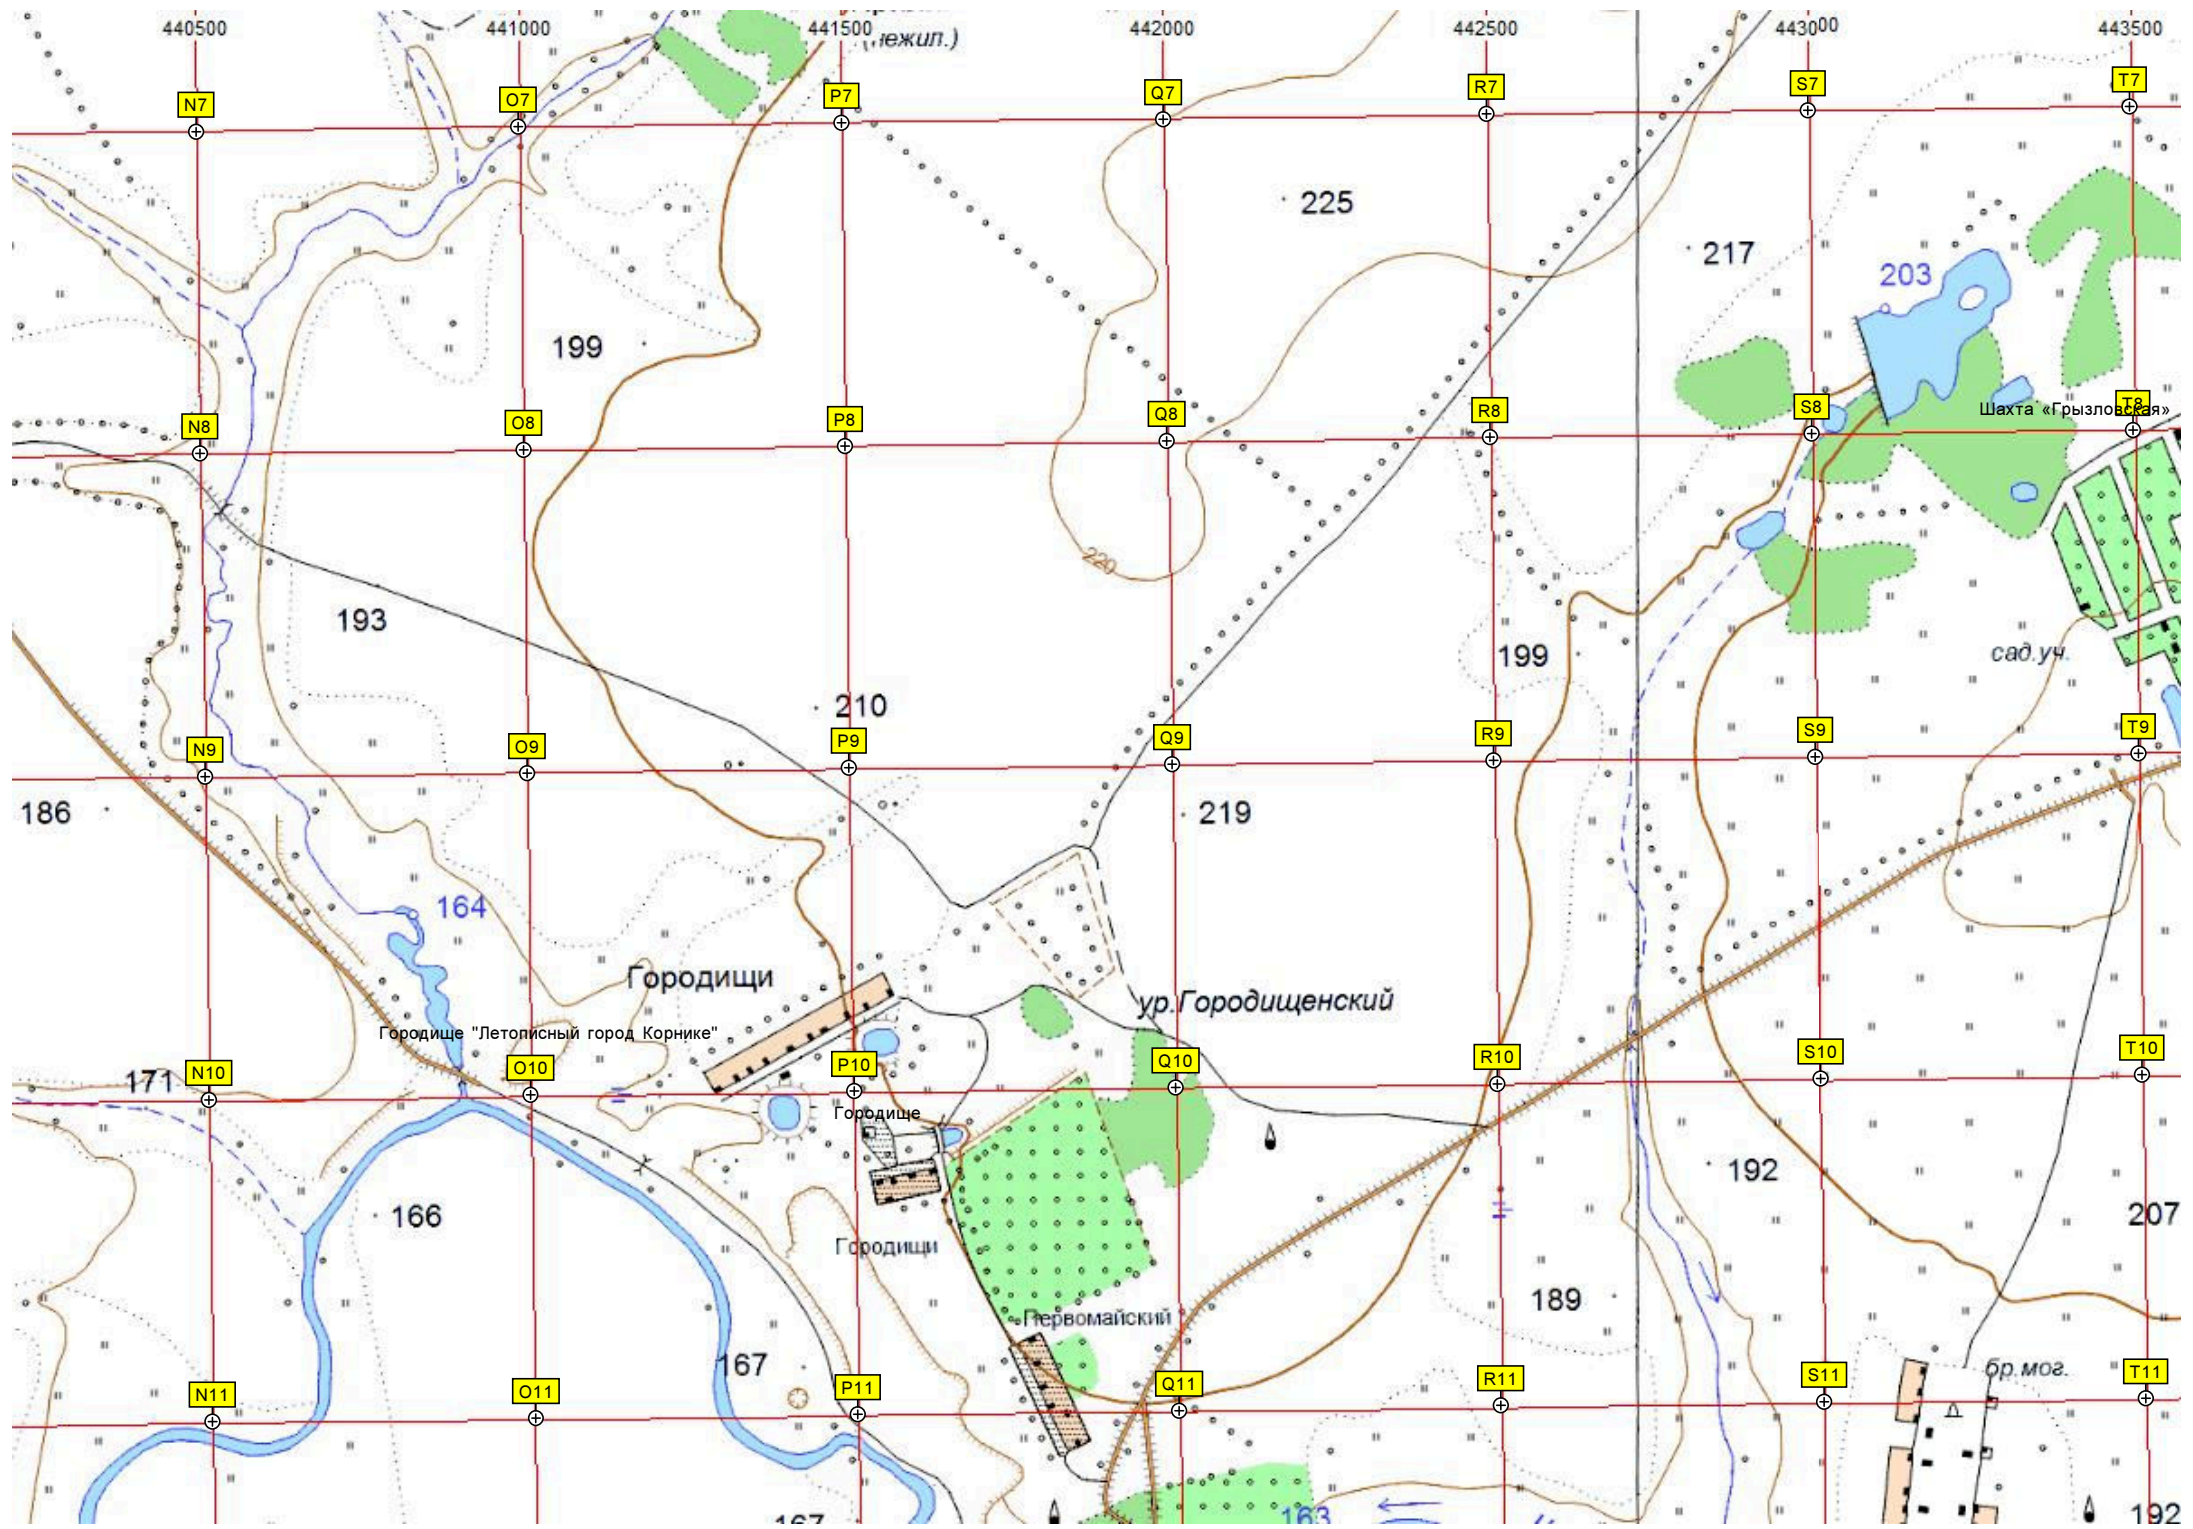 440500 441000 441500 442000 442500 443000 443500
(нежил.)
N7 O7 P7 Q7 R7 S7 T7
225
217
203
199
N8 O8 P8 Q8 R8 S8 T8
Шахта «Грызловская»
220
193
199
сад.уч.
210
N9 O9 P9 Q9 R9 S9 T9
186
219
164
Городищи
ур.Городищенский
Городище "Летописный город Корнике"
171
N10 O10 P10 Q10 R10 S10 T10
Городище
192
166
207
Городищи
189
Первомайский
167
бр.мог.
N11 O11 P11 Q11 R11 S11 T11
167
163
192